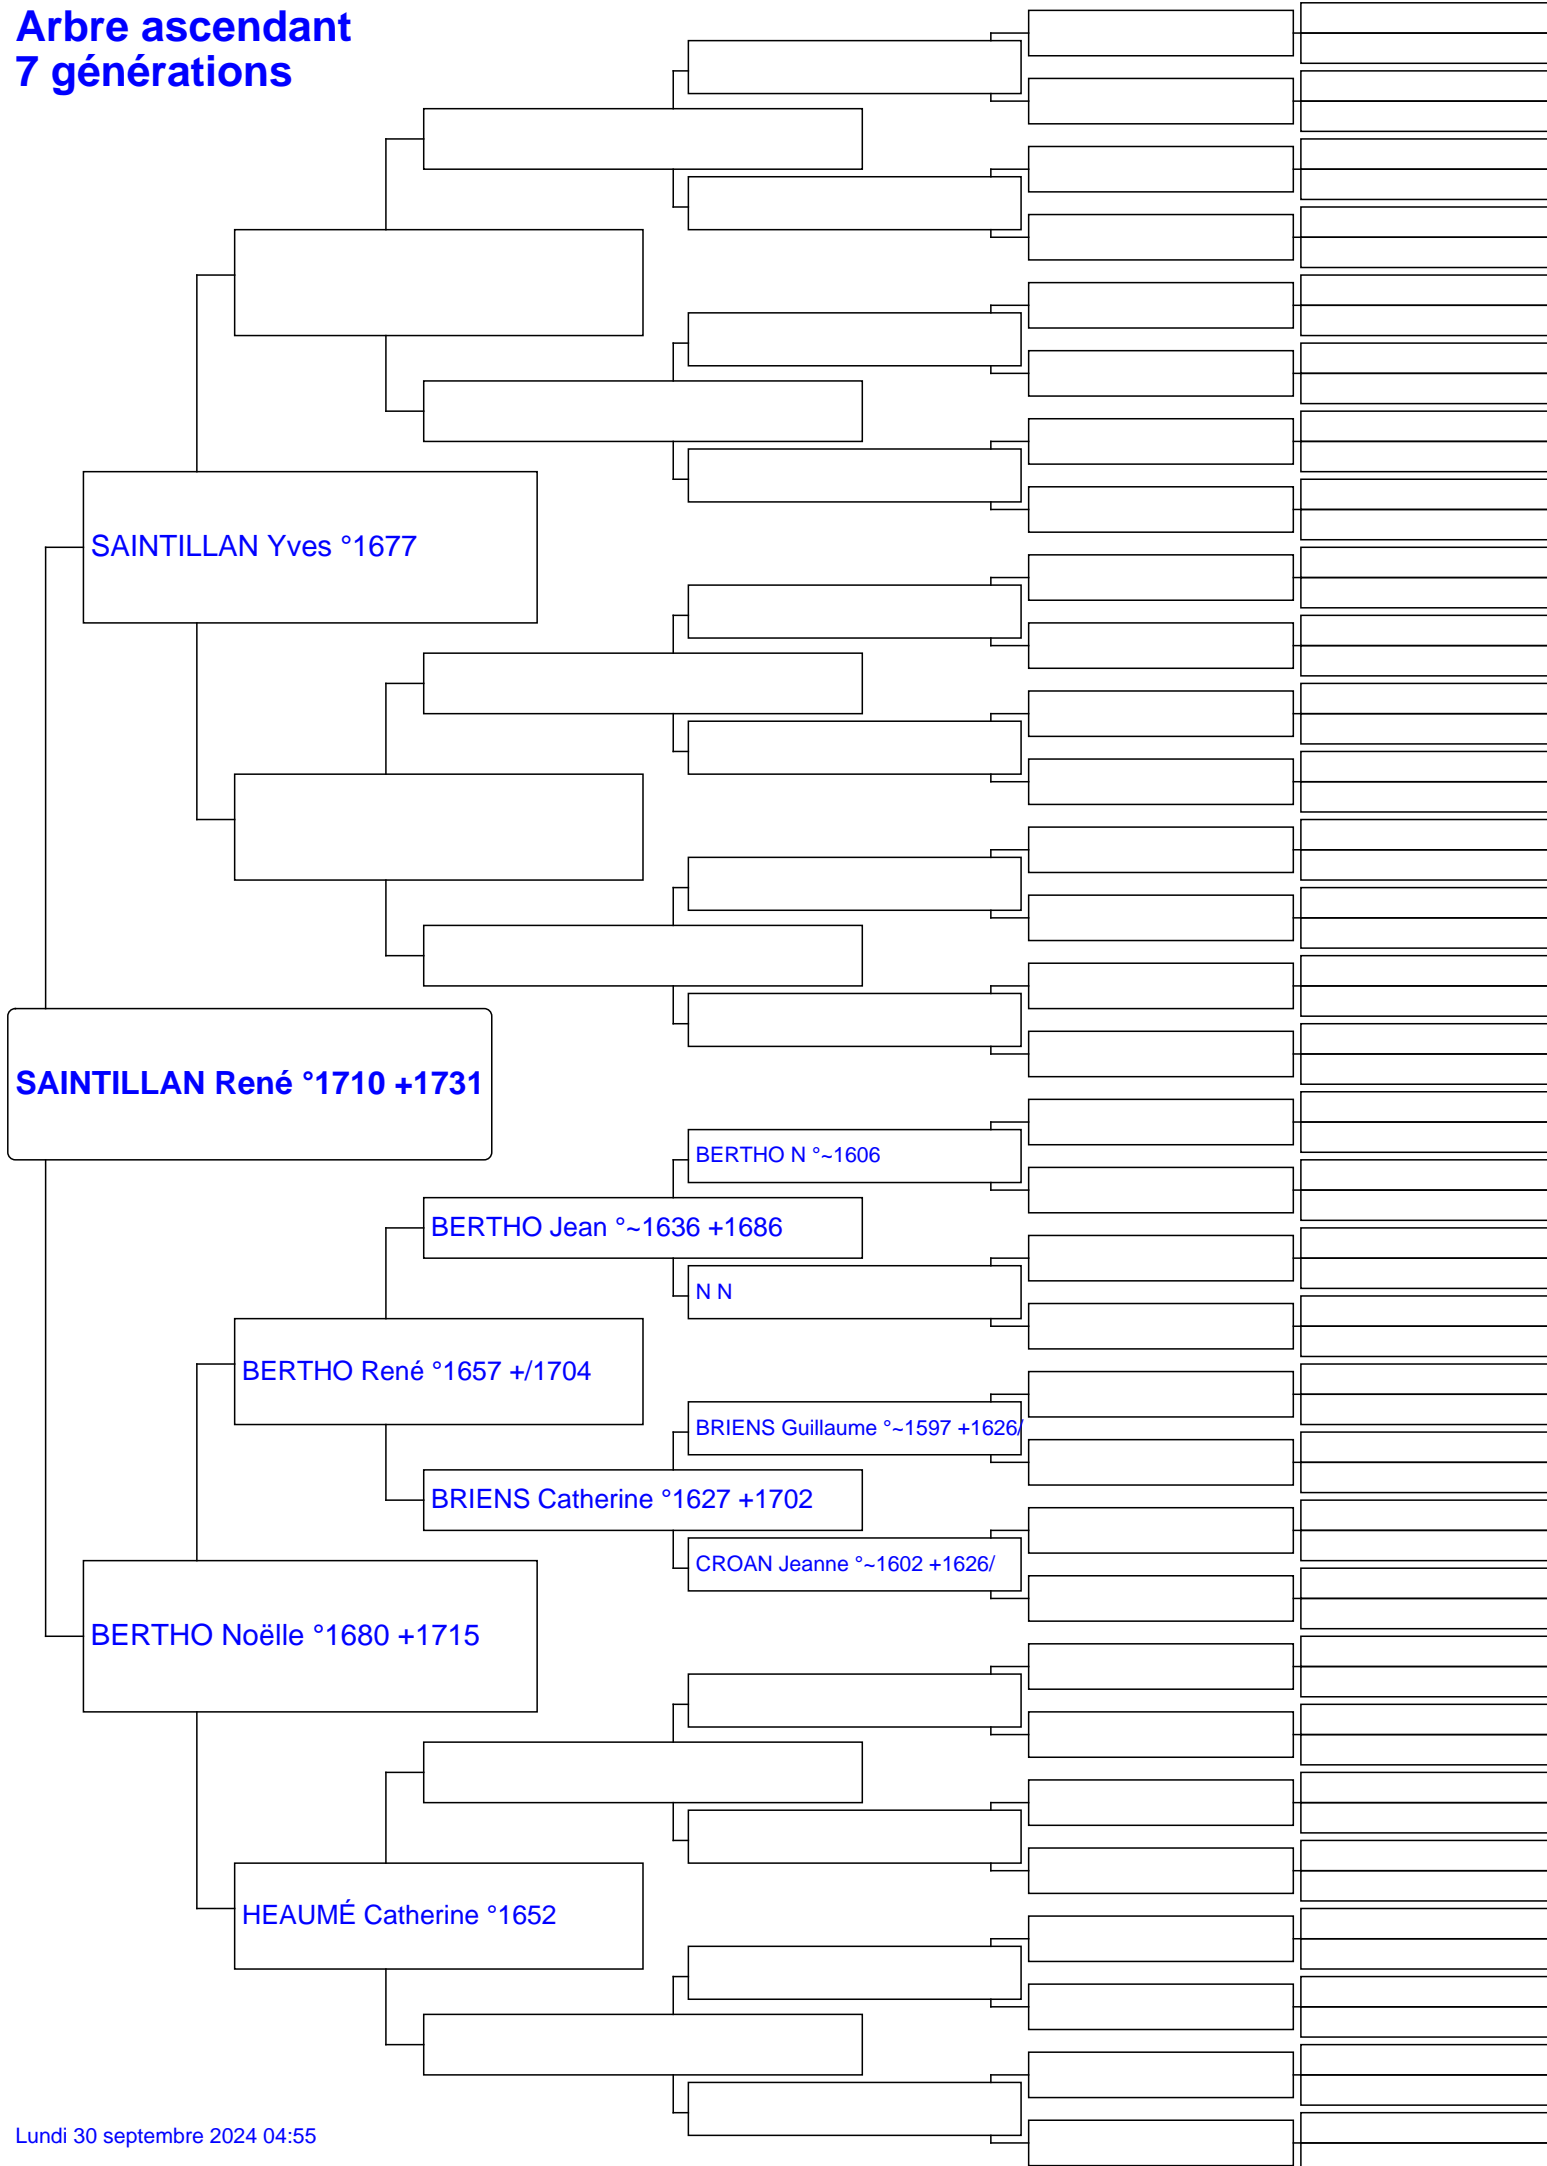 Arbre ascendant
7 générations
SAINTILLAN Yves °1677
SAINTILLAN René °1710 +1731
BERTHO N °~1606
BERTHO Jean °~1636 +1686
N N
BERTHO René °1657 +/1704
BRIENS Guillaume °~1597 +1626/
BRIENS Catherine °1627 +1702
CROAN Jeanne °~1602 +1626/
BERTHO Noëlle °1680 +1715
HEAUMÉ Catherine °1652
Lundi 30 septembre 2024 04:55